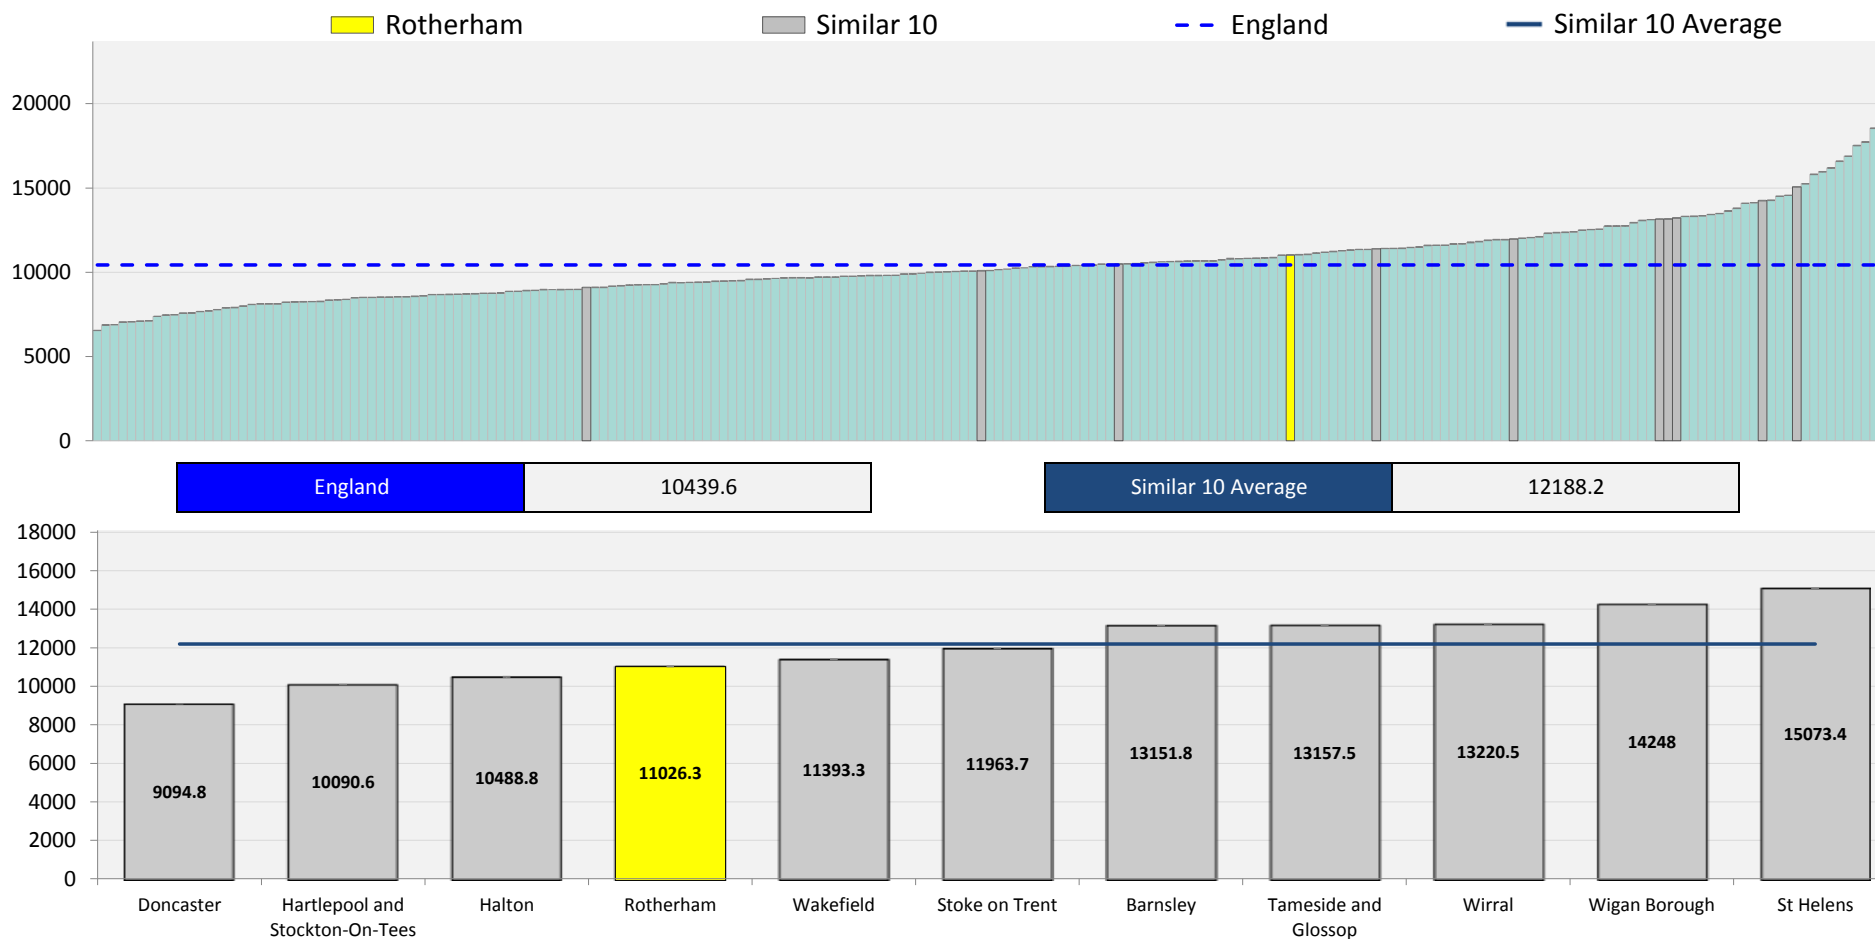 Rotherham
Similar 10
England
Similar 10 Average
20000
15000
10000
5000
0
England
10439.6
Similar 10 Average
12188.2
18000
16000
14000
12000
10000
8000
6000
4000
2000
0
9094.8
10090.6
10488.8
11026.3
11393.3
11963.7
13151.8
13157.5
13220.5
14248
15073.4
Doncaster
Hartlepool and
Stockton-On-Tees
Halton
Rotherham
Wakefield
Stoke on Trent
Barnsley
Tameside and
Glossop
Wirral
Wigan Borough
St Helens